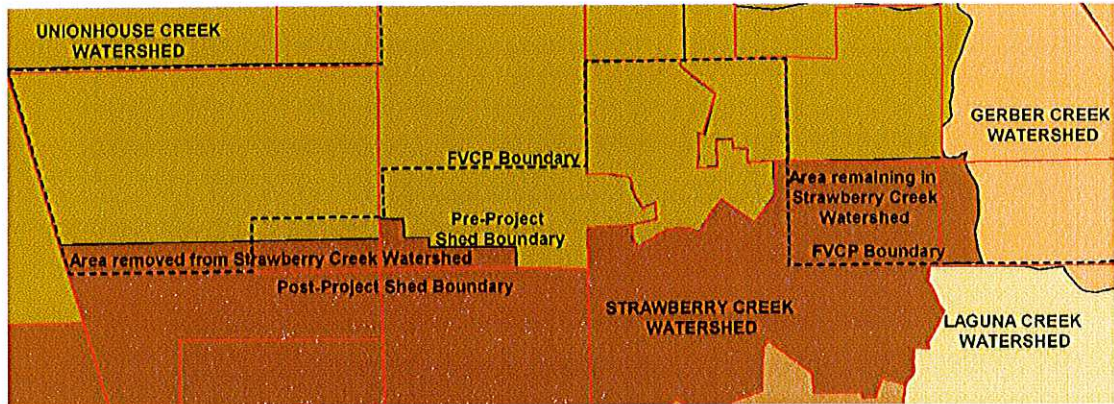 UNIONHOUSE CREEK
WATERSHED
GERBER CREEK
WATERSHED
FVCP Boundary
Area remaining in
Strawberry Creek
Watershed
Pre-Project
Shed Boundary
FVCP Boundary
Area removed from Strawberry Creek Watershed
Post-Project Shed Boundary
STRAWBERRY CREEK
WATERSHED
LAGUNA CREEK
WATERSHED